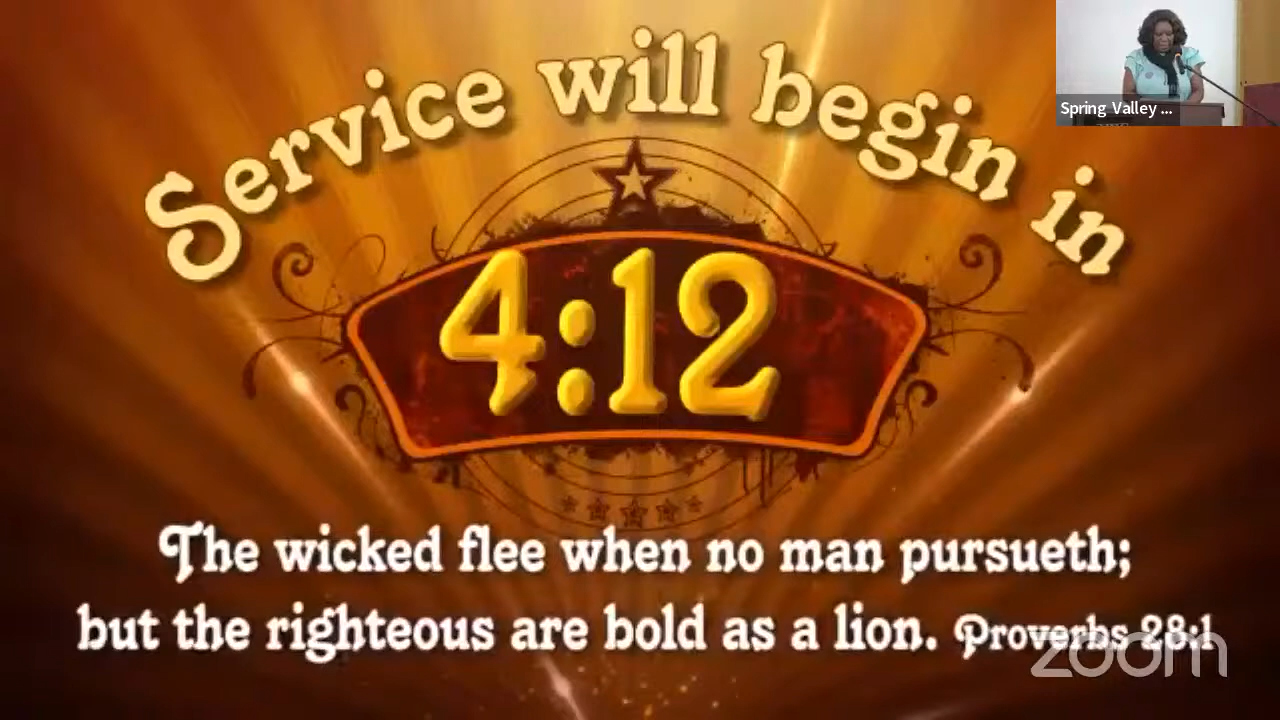 Service will begin in
4:12
The wicked flee when no man pursueth;
but the righteous are bold as a lion. Proverbs 28:1
Spring Valley ...
zoom